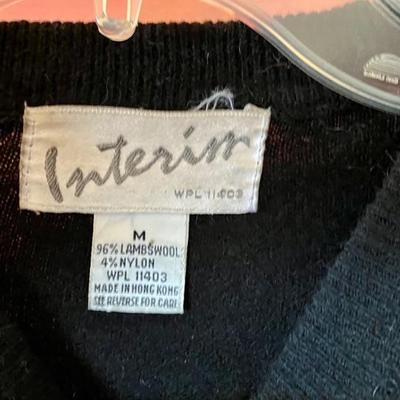 Interim
WPL 11403
M
96% LAMBSWOOL
4% NYLON
WPL 11403
MADE IN HONG KONG
SEE REVERSE FOR CARE